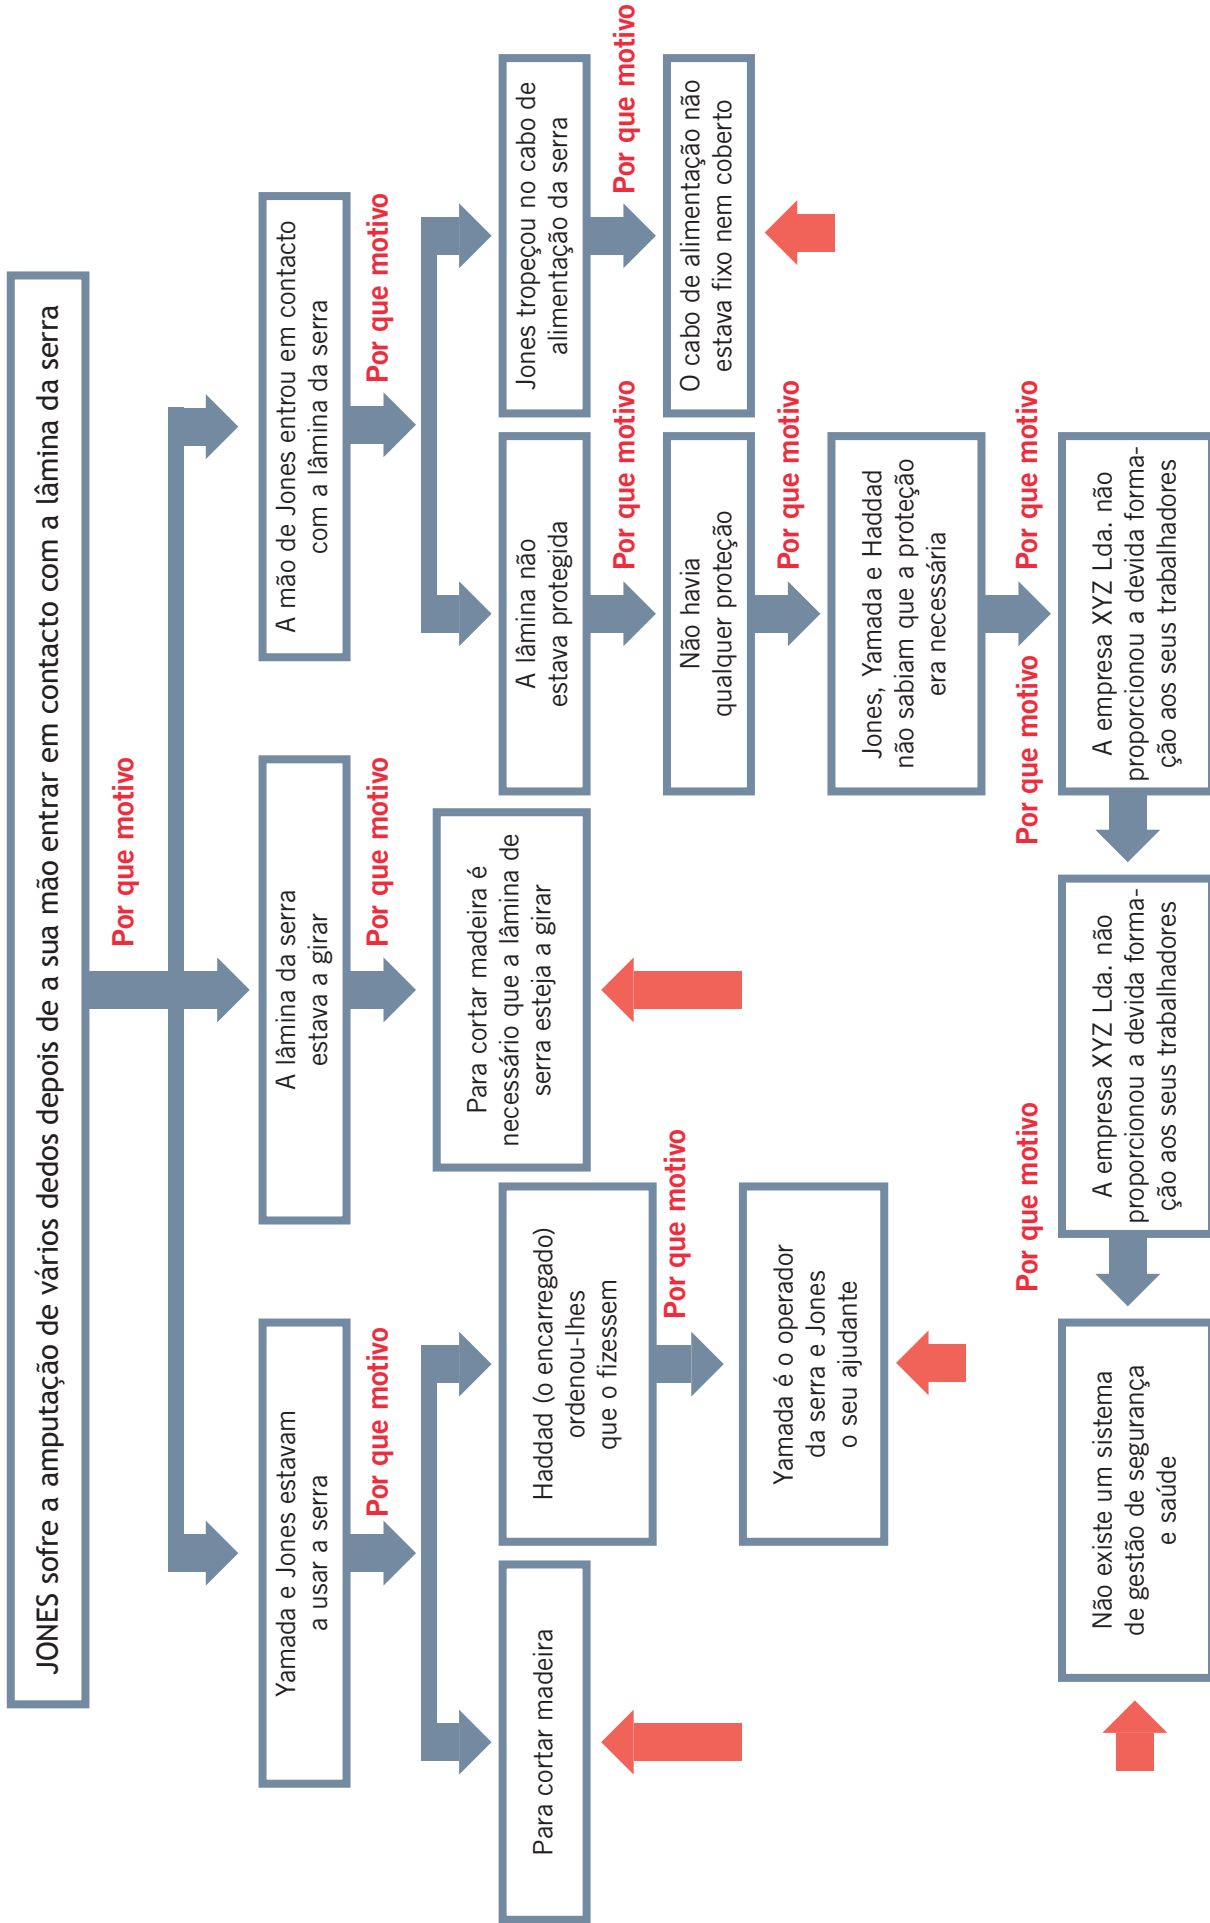 JONES sofre a amputação de vários dedos depois de a sua mão entrar em contacto com a lâmina da serra
Por que motivo
Yamada e Jones estavam
a usar a serra
A lâmina da serra
estava a girar
A mão de Jones entrou em contacto
com a lâmina da serra
Por que motivo
Por que motivo
Por que motivo
Para cortar madeira
Haddad (o encarregado)
ordenou-lhes
que o fizessem
Para cortar madeira é
necessário que a lâmina de
serra esteja a girar
A lâmina não
estava protegida
Jones tropeçou no cabo de
alimentação da serra
Por que motivo
Por que motivo
Por que motivo
Yamada é o operador
da serra e Jones
o seu ajudante
Não havia
qualquer proteção
O cabo de alimentação não
estava fixo nem coberto
Por que motivo
Jones, Yamada e Haddad
não sabiam que a proteção
era necessária
Por que motivo
Por que motivo
Por que motivo
Não existe um sistema
de gestão de segurança
e saúde
A empresa XYZ Lda. não
proporcionou a devida forma-
ção aos seus trabalhadores
A empresa XYZ Lda. não
proporcionou a devida forma-
ção aos seus trabalhadores